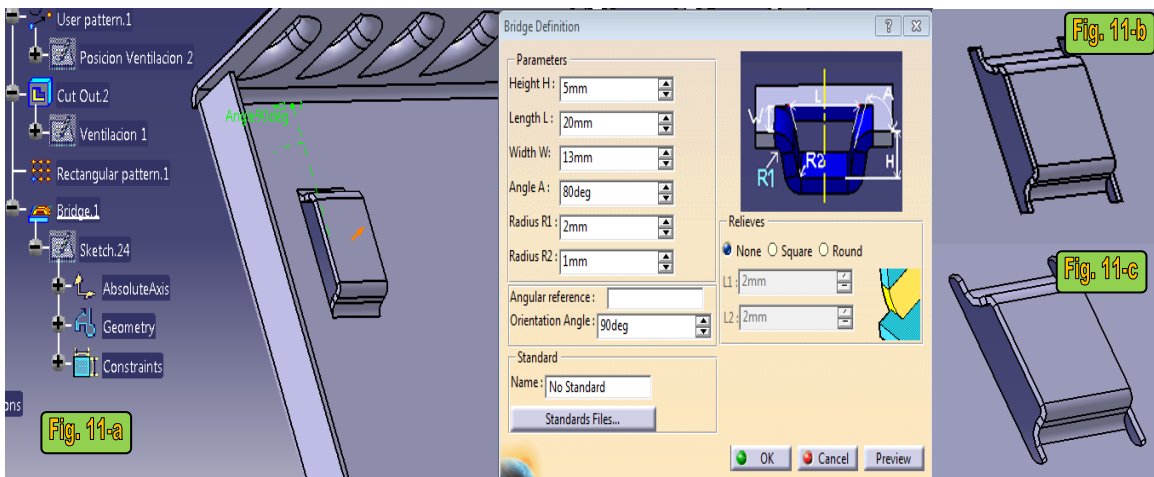 User pattern.1
Posicion Ventilacion 2
Cut Out.2
Ventilacion 1
Rectangular pattern.1
Bridge.1
Sketch.24
AbsoluteAxis
Geometry
Constraints
ons
Fig. 11-a
Bridge Definition
?
Parameters
Height H : 5mm
Length L : 20mm
Width W: 13mm
Angle A : 80deg
Radius R1 : 2mm
Radius R2 : 1mm
Angular reference :
Orientation Angle : 90deg
Standard
Name : No Standard
Standards Files...
L
A
W
H
R1
R2
Relieves
None Square Round
L1 : 2mm
L2 : 2mm
OK Cancel Preview
Fig. 11-b
Fig. 11-c